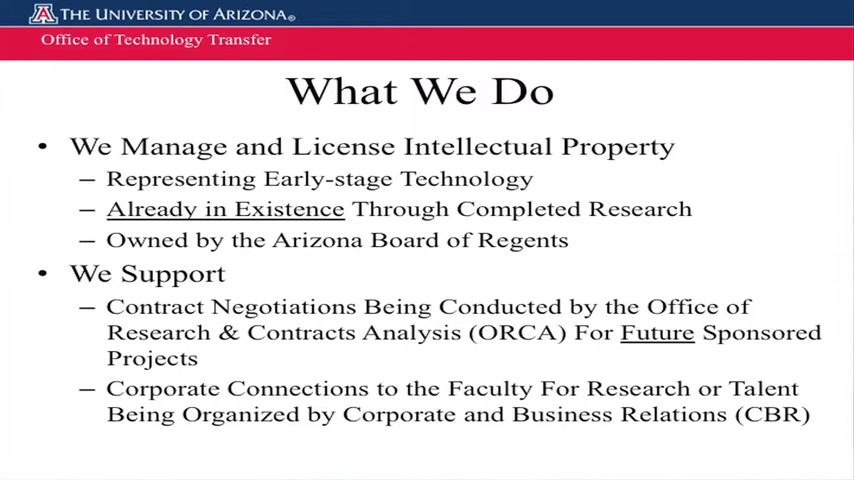 A THE UNIVERSITY OF ARIZONA®
Office of Technology Transfer
What We Do
• We Manage and License Intellectual Property
– Representing Early-stage Technology
– Already in Existence Through Completed Research
– Owned by the Arizona Board of Regents
• We Support
– Contract Negotiations Being Conducted by the Office of
Research & Contracts Analysis (ORCA) For Future Sponsored
Projects
– Corporate Connections to the Faculty For Research or Talent
Being Organized by Corporate and Business Relations (CBR)